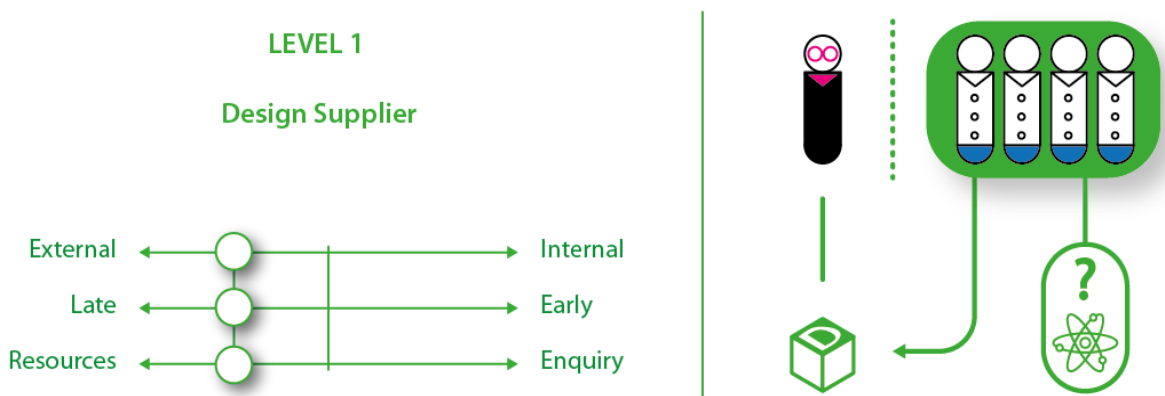 LEVEL 1
Design Supplier
External
Internal
Late
Early
Resources
Enquiry
?
D